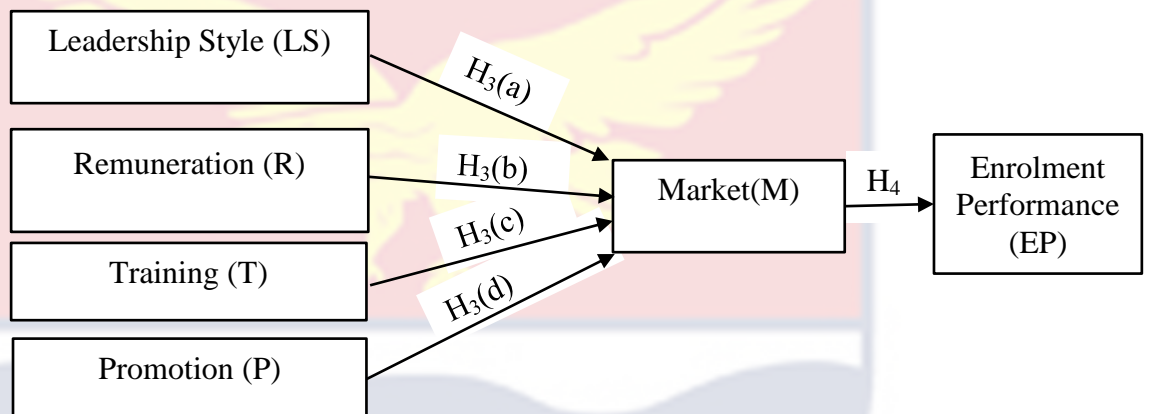 Leadership Style (LS)
H₃(a)
Remuneration (R)
H₃(b)
Market(M)
H₄
Enrolment
Performance
(EP)
H₃(c)
Training (T)
H₃(d)
Promotion (P)